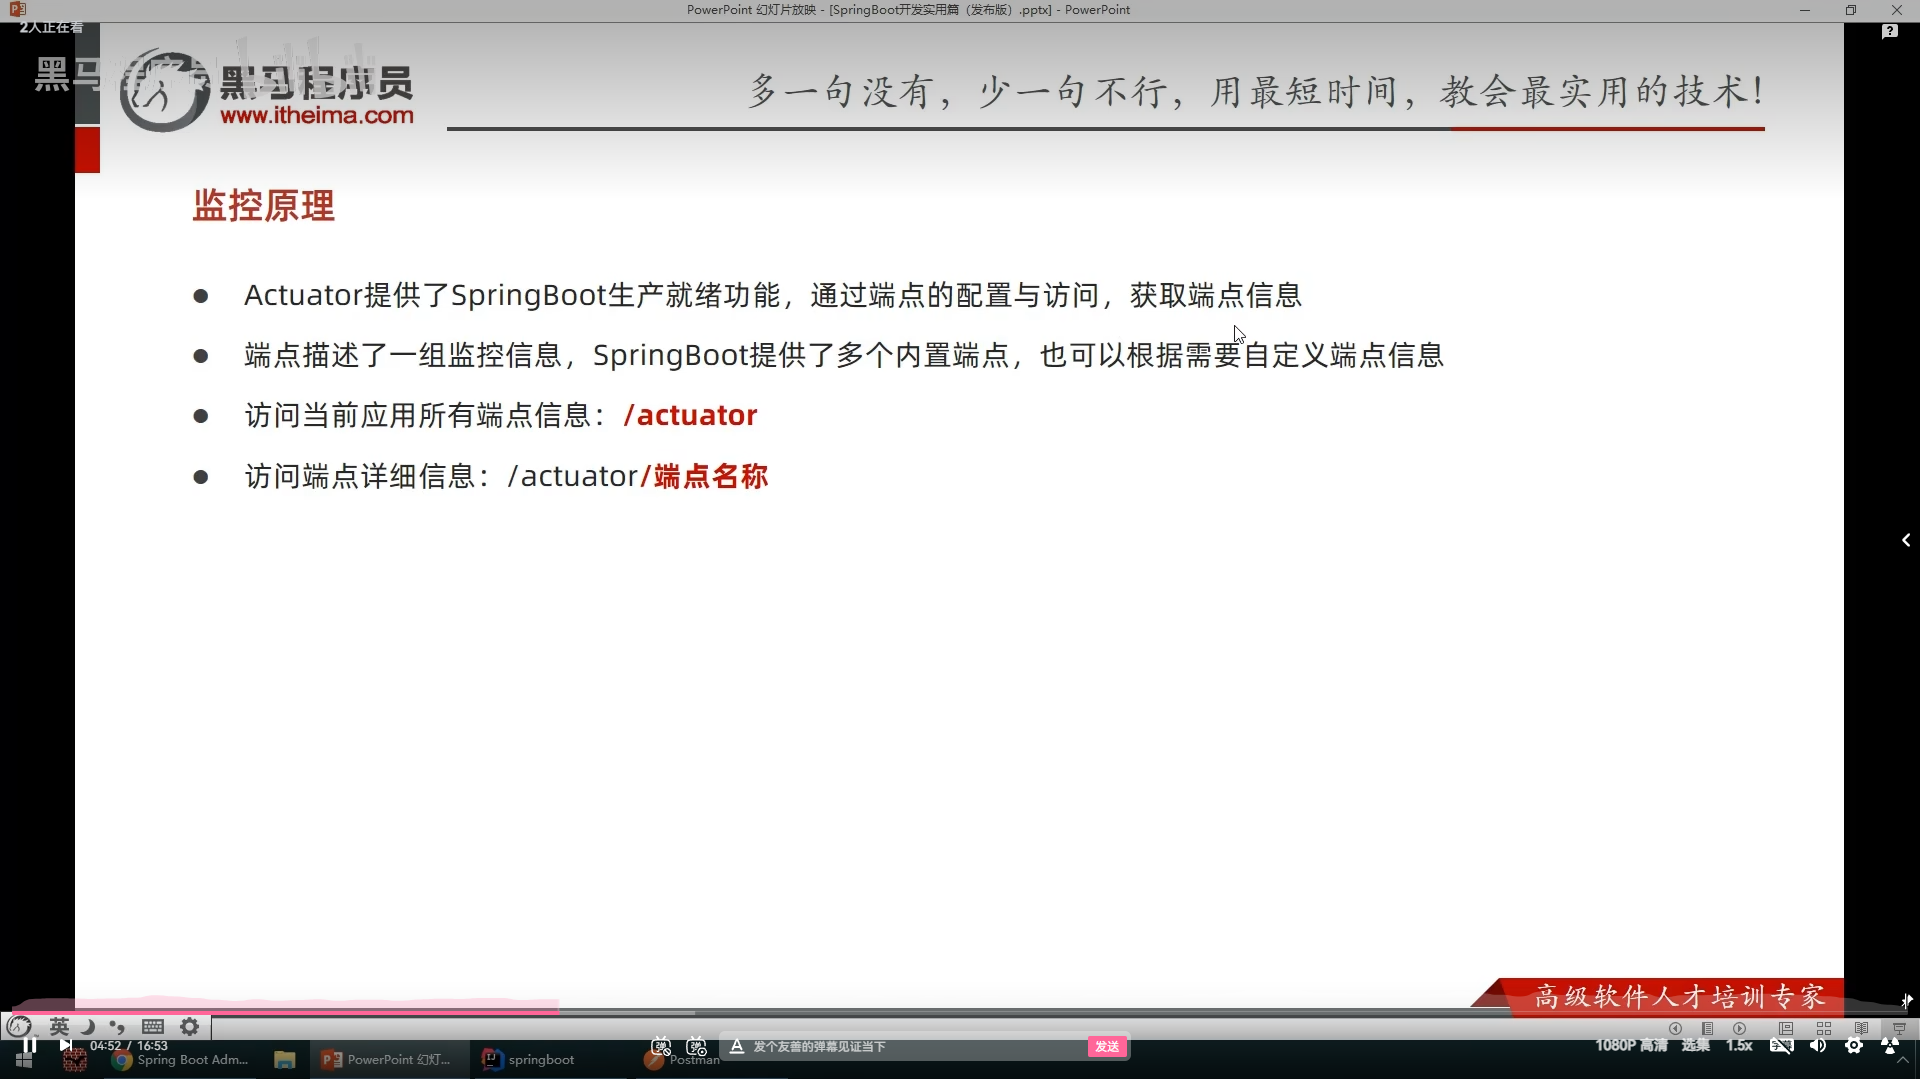 PowerPoint 幻灯片放映 - [SpringBoot开发实用篇（发布版）.pptx] - PowerPoint
2人正在看
黑马程序员
www.itheima.com
多一句没有，少一句不行，用最短时间，教会最实用的技术！
监控原理
Actuator提供了SpringBoot生产就绪功能，通过端点的配置与访问，获取端点信息
端点描述了一组监控信息，SpringBoot提供了多个内置端点，也可以根据需要自定义端点信息
访问当前应用所有端点信息：/actuator
访问端点详细信息：/actuator/端点名称
高级软件人才培训专家
英
04:52 / 16:53
发个友善的弹幕见证当下
发送
1080P 高清
选集
1.5x
Spring Boot Adm...
PowerPoint 幻灯...
springboot
Postman